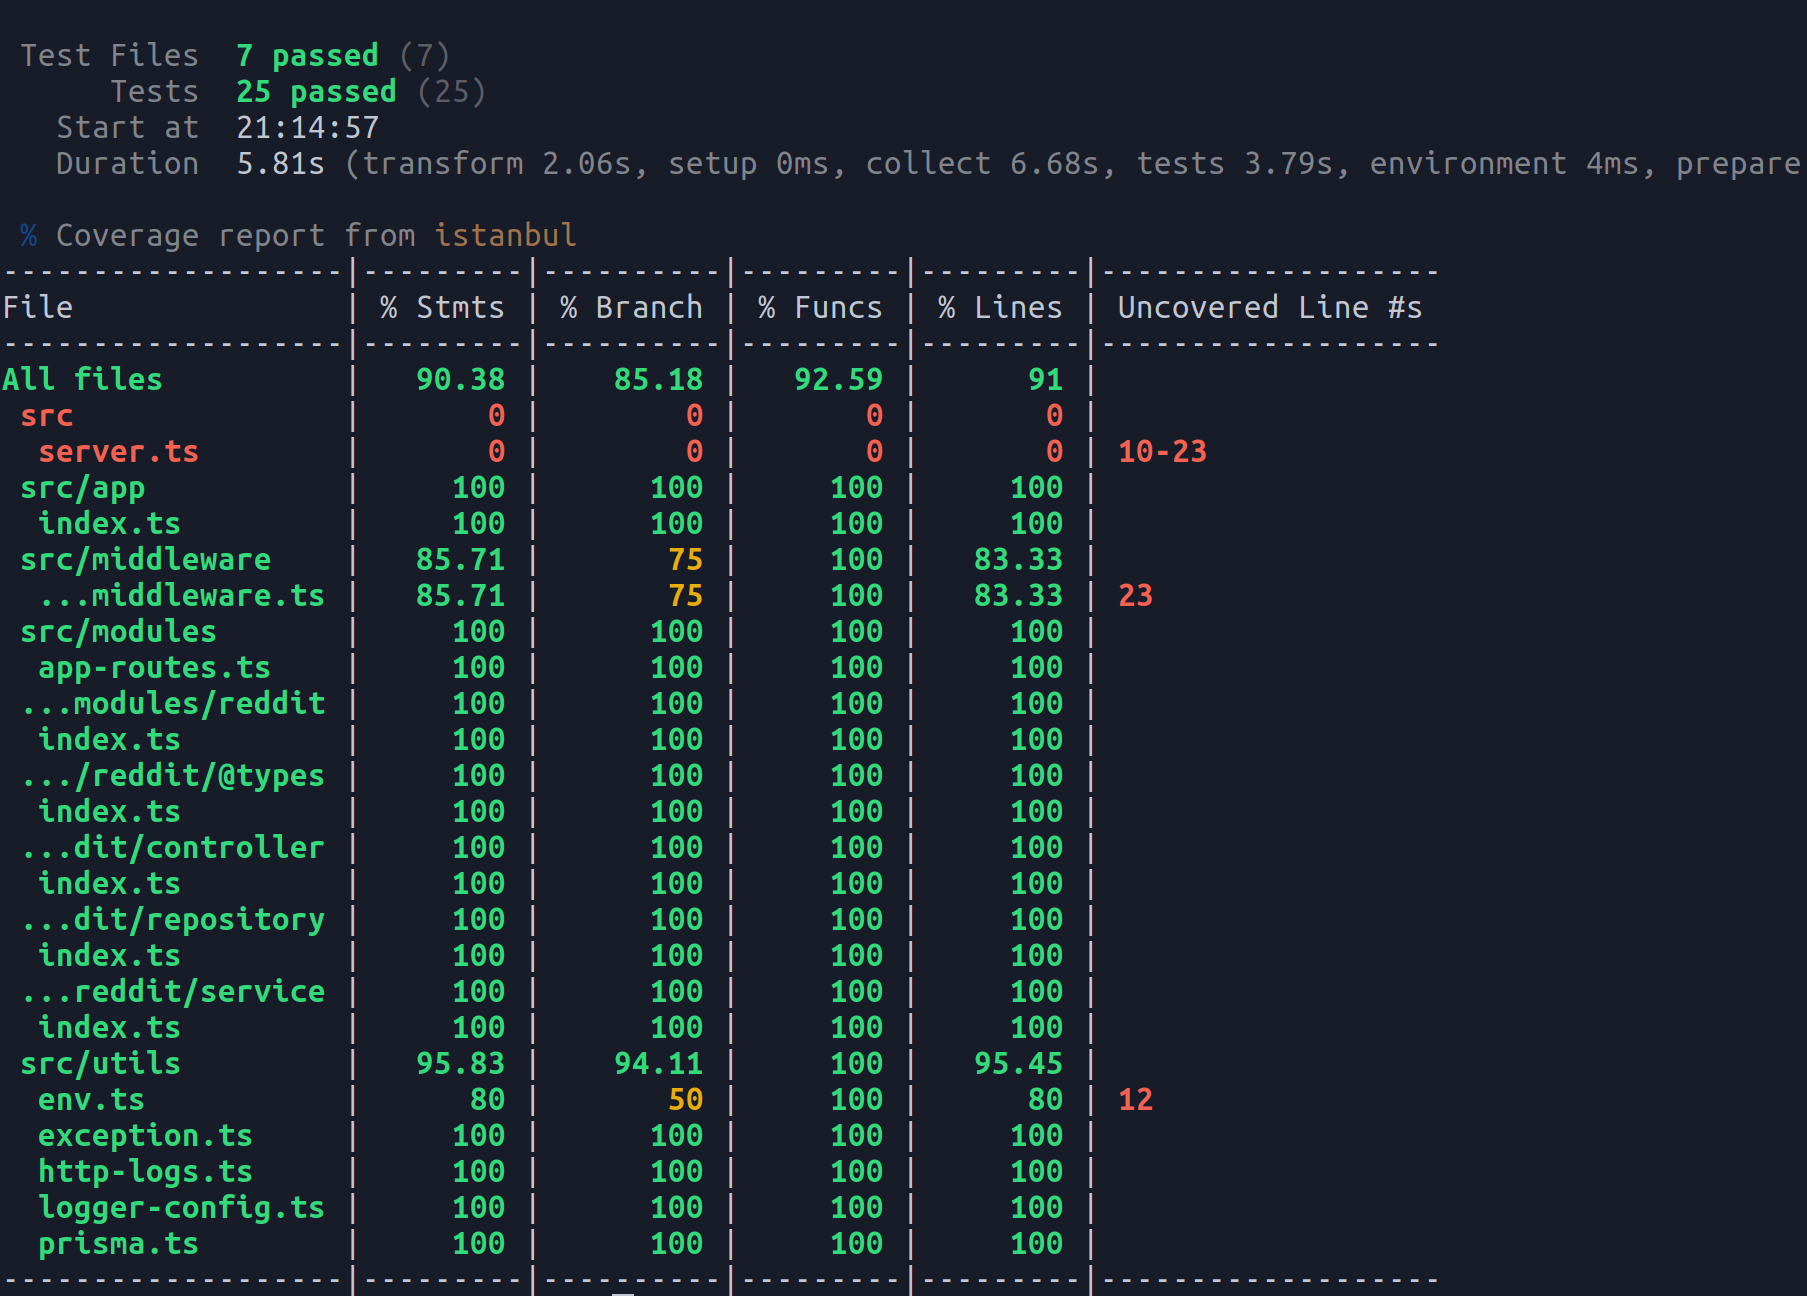 Test Files  7 passed (7)
     Tests  25 passed (25)
  Start at  21:14:57
  Duration  5.81s (transform 2.06s, setup 0ms, collect 6.68s, tests 3.79s, environment 4ms, prepare
% Coverage report from istanbul
-------------------|---------|----------|---------|---------|-------------------
File               | % Stmts | % Branch | % Funcs | % Lines | Uncovered Line #s
-------------------|---------|----------|---------|---------|-------------------
All files          |   90.38 |    85.18 |   92.59 |      91 |
 src               |       0 |        0 |       0 |       0 |
  server.ts        |       0 |        0 |       0 |       0 | 10-23
 src/app           |     100 |      100 |     100 |     100 |
  index.ts         |     100 |      100 |     100 |     100 |
 src/middleware    |   85.71 |       75 |     100 |   83.33 |
  ...middleware.ts |   85.71 |       75 |     100 |   83.33 | 23
 src/modules       |     100 |      100 |     100 |     100 |
  app-routes.ts    |     100 |      100 |     100 |     100 |
 ...modules/reddit |     100 |      100 |     100 |     100 |
  index.ts         |     100 |      100 |     100 |     100 |
 .../reddit/@types |     100 |      100 |     100 |     100 |
  index.ts         |     100 |      100 |     100 |     100 |
 ...dit/controller |     100 |      100 |     100 |     100 |
  index.ts         |     100 |      100 |     100 |     100 |
 ...dit/repository |     100 |      100 |     100 |     100 |
  index.ts         |     100 |      100 |     100 |     100 |
 ...reddit/service |     100 |      100 |     100 |     100 |
  index.ts         |     100 |      100 |     100 |     100 |
 src/utils         |   95.83 |    94.11 |     100 |   95.45 |
  env.ts           |      80 |       50 |     100 |      80 | 12
  exception.ts     |     100 |      100 |     100 |     100 |
  http-logs.ts     |     100 |      100 |     100 |     100 |
  logger-config.ts |     100 |      100 |     100 |     100 |
  prisma.ts        |     100 |      100 |     100 |     100 |
-------------------|---------|----------|---------|---------|-------------------